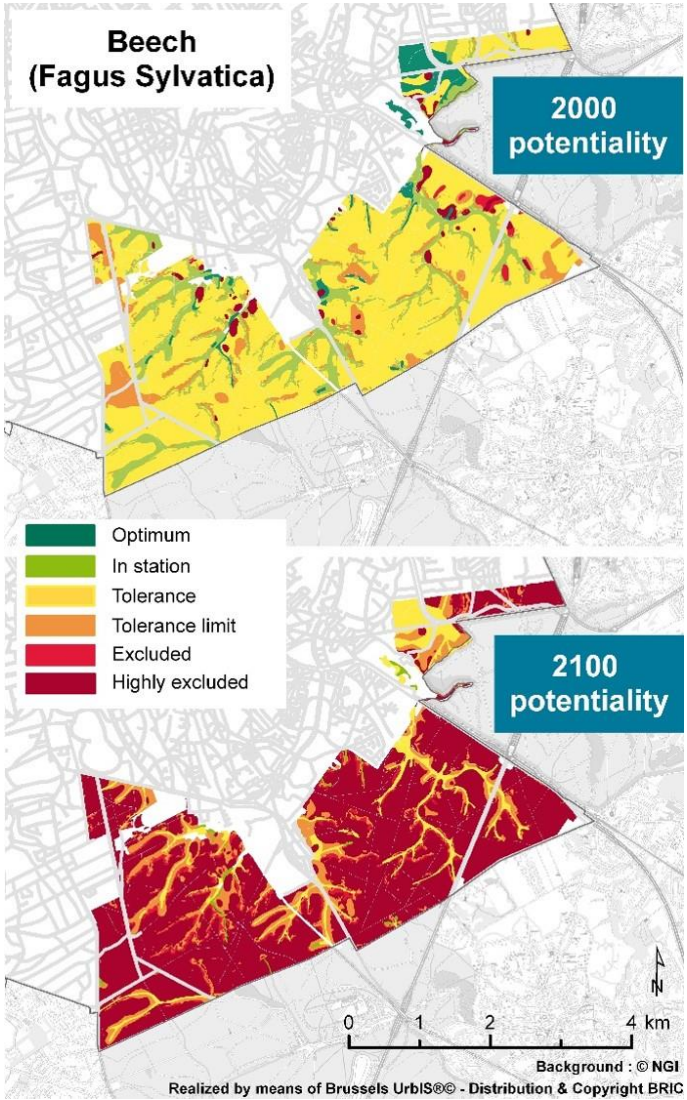 Beech
(Fagus Sylvatica)
2000
potentiality
Optimum
In station
Tolerance
Tolerance limit
Excluded
Highly excluded
2100
potentiality
N
0 1 2 4 km
Background : © NGI
Realized by means of Brussels UrbIS®© - Distribution & Copyright BRIC